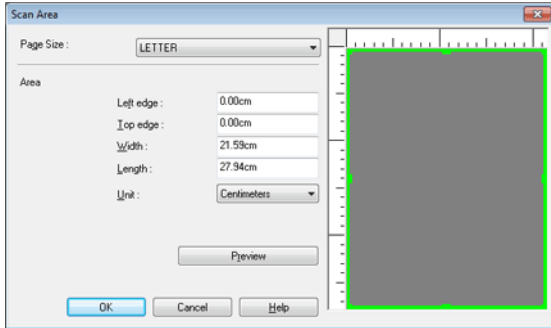 Scan Area
Page Size : LETTER
Area
Left edge : 0.00cm
Top edge : 0.00cm
Width : 21.59cm
Length : 27.94cm
Unit : Centimeters
Preview
OK Cancel Help